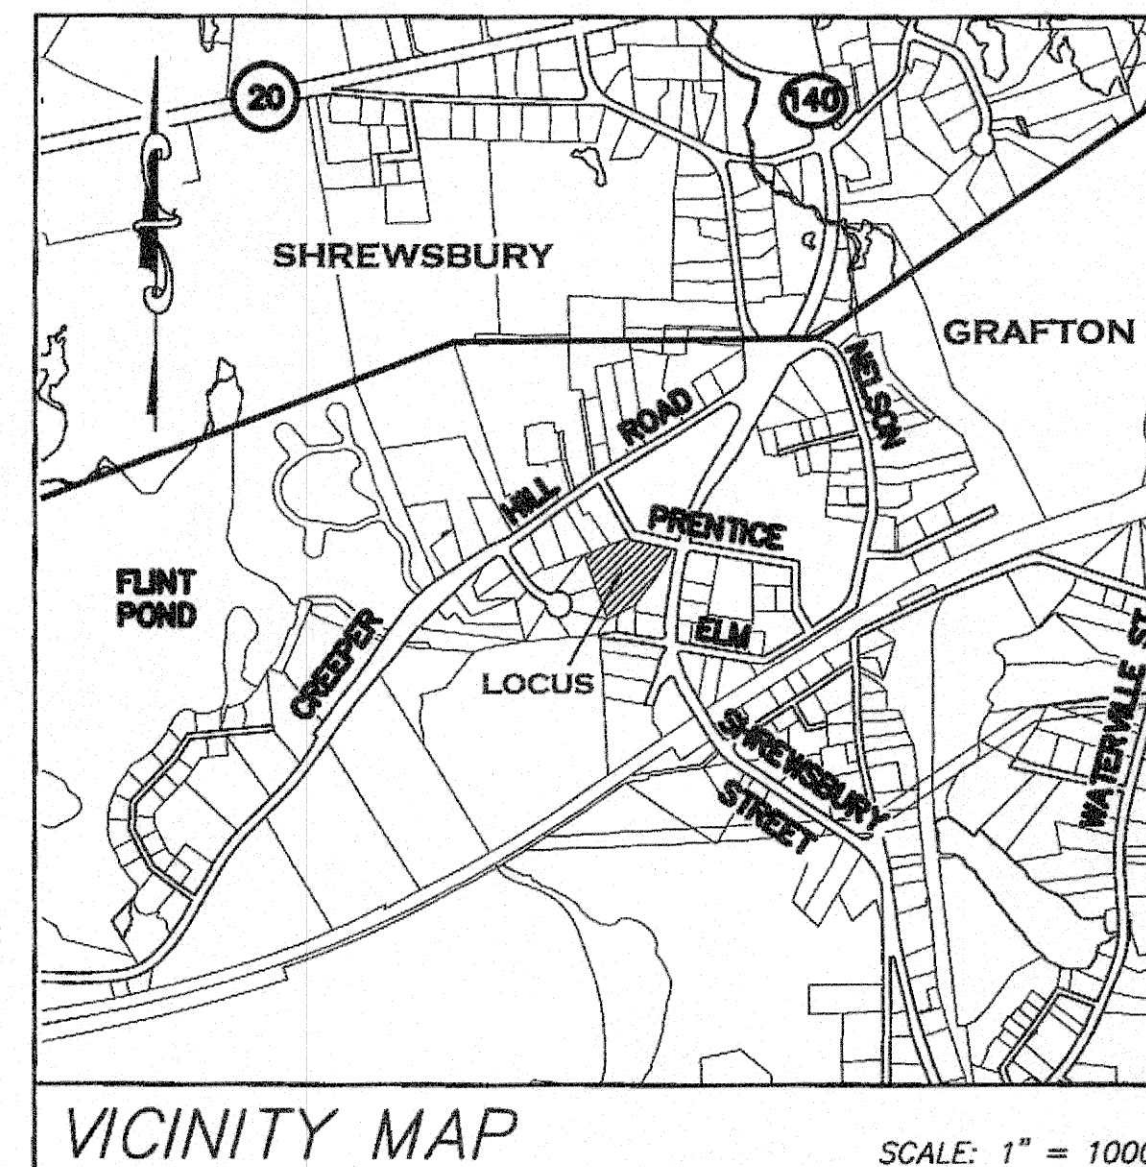 20
140
SHREWSBURY
GRAFTON
NELSON
ROAD
HILL
PRENTICE
FLINT
POND
CREEPER
ELM
LOCUS
SHREWSBURY
STREET
WATERVILLE ST
VICINITY MAP
SCALE: 1" = 1000